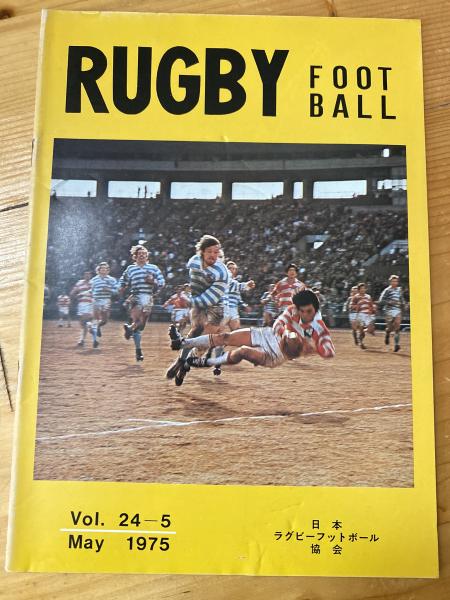 RUGBY FOOT
BALL
Vol. 24-5
May 1975
日本
ラグビーフットボール
協会